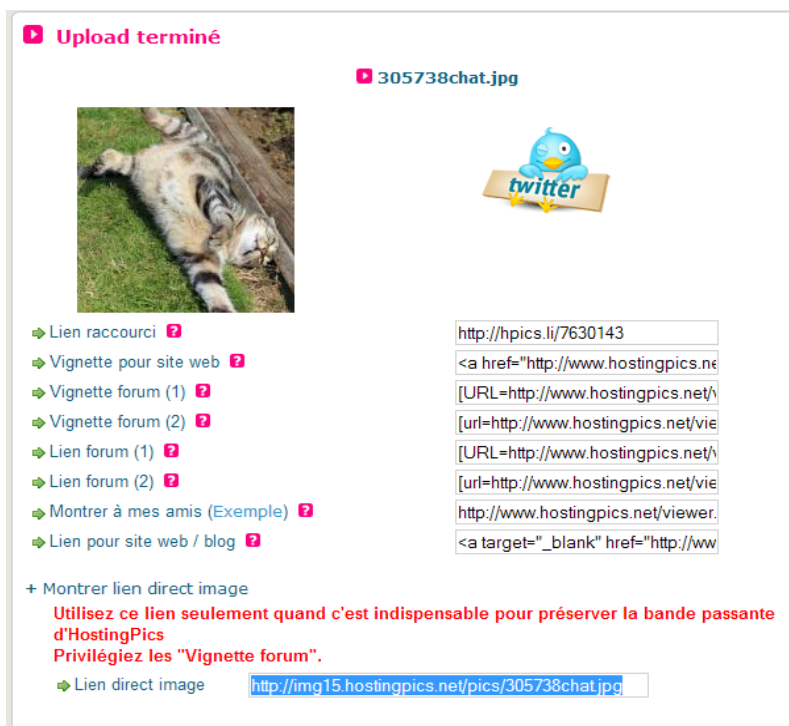 Upload terminé
305738chat.jpg
twitter
Lien raccourci ? http://hpics.li/7630143
Vignette pour site web ? <a href="http://www.hostingpics.ne
Vignette forum (1) ? [URL=http://www.hostingpics.net/v
Vignette forum (2) ? [url=http://www.hostingpics.net/vie
Lien forum (1) ? [URL=http://www.hostingpics.net/v
Lien forum (2) ? [url=http://www.hostingpics.net/vie
Montrer à mes amis (Exemple) ? http://www.hostingpics.net/viewer.
Lien pour site web / blog ? <a target="_blank" href="http://ww
+ Montrer lien direct image
Utilisez ce lien seulement quand c'est indispensable pour préserver la bande passante
d'HostingPics
Privilégiez les "Vignette forum".
Lien direct image http://img15.hostingpics.net/pics/305738chat.jpg